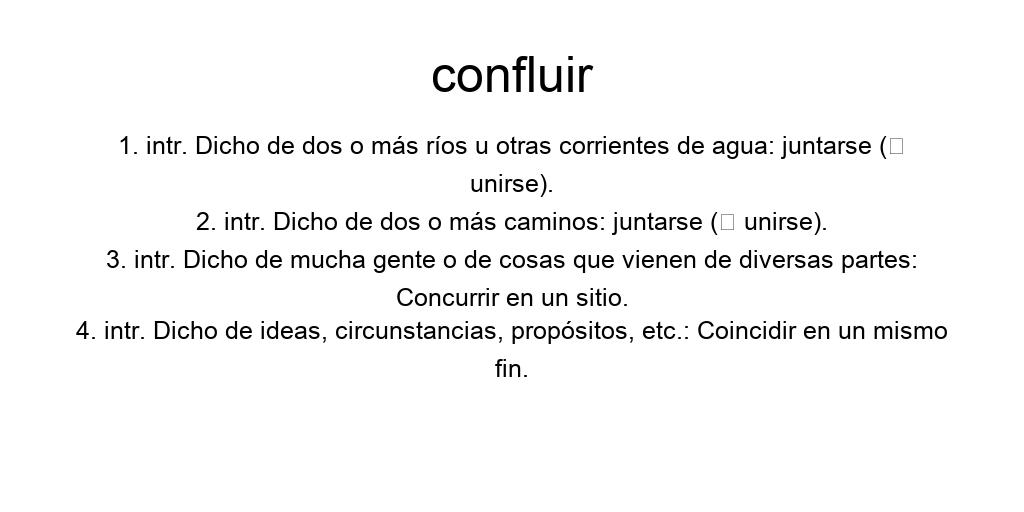 confluir
1. intr. Dicho de dos o más ríos u otras corrientes de agua: juntarse (▯
unirse).
2. intr. Dicho de dos o más caminos: juntarse (▯ unirse).
3. intr. Dicho de mucha gente o de cosas que vienen de diversas partes:
Concurrir en un sitio.
4. intr. Dicho de ideas, circunstancias, propósitos, etc.: Coincidir en un mismo
fin.